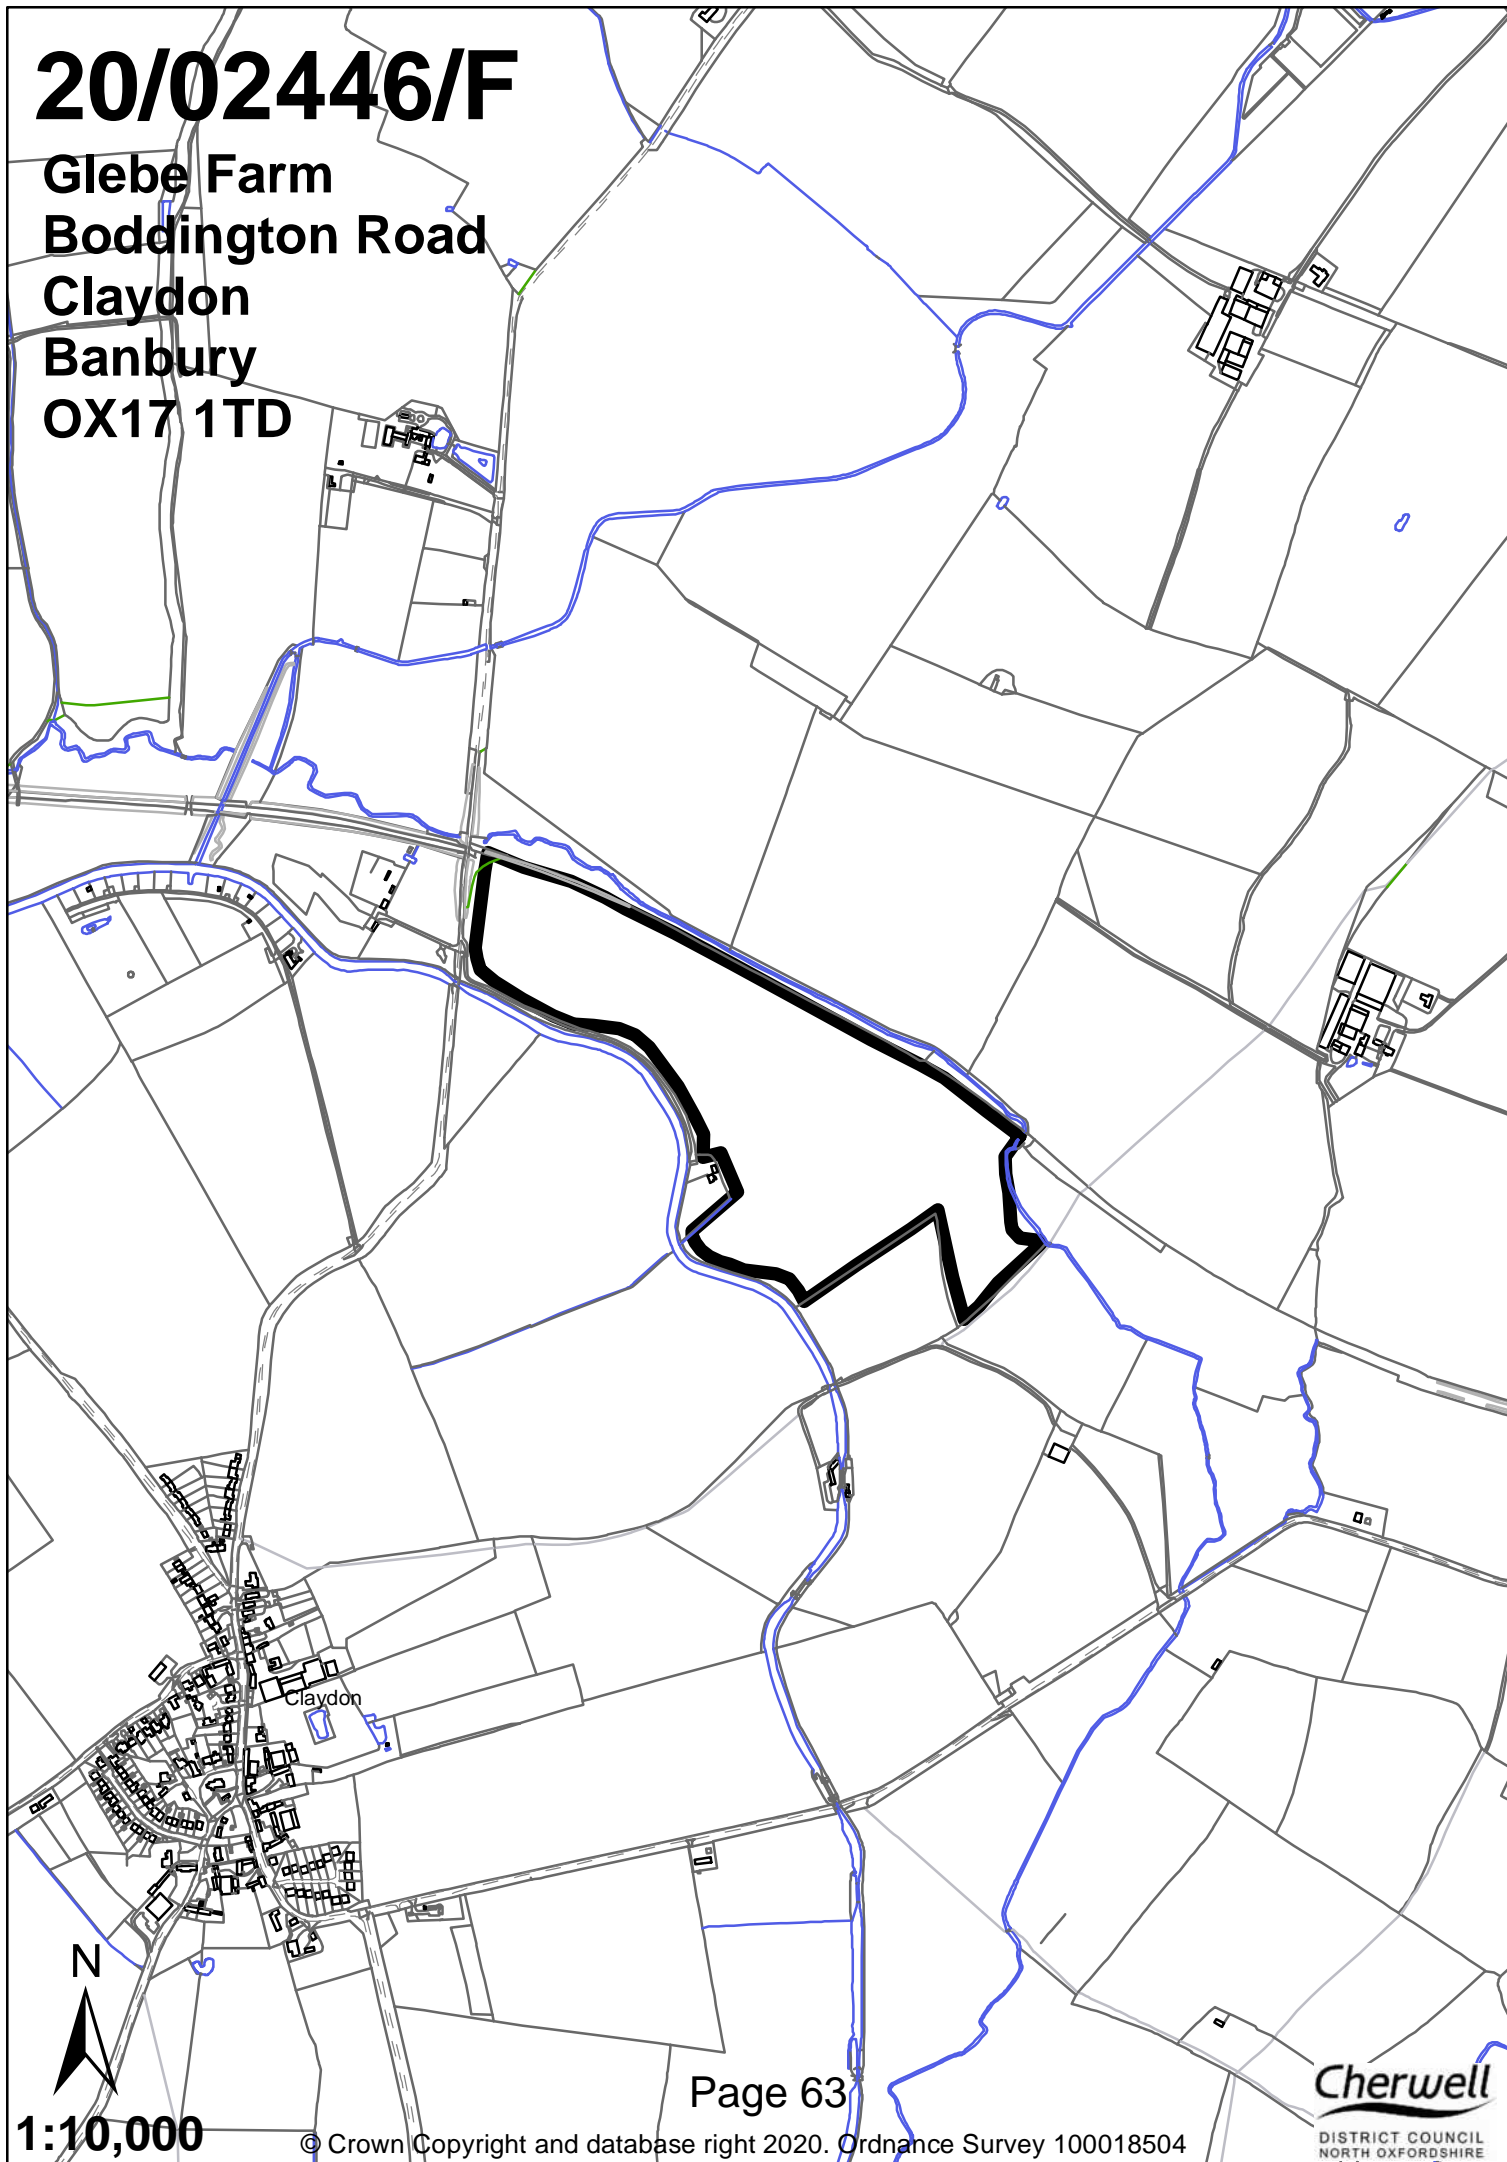 20/02446/F
Glebe Farm
Boddington Road
Claydon
Banbury
OX17 1TD
Claydon
N
1:10,000
Page 63
© Crown Copyright and database right 2020. Ordnance Survey 100018504
Cherwell
DISTRICT COUNCIL
NORTH OXFORDSHIRE